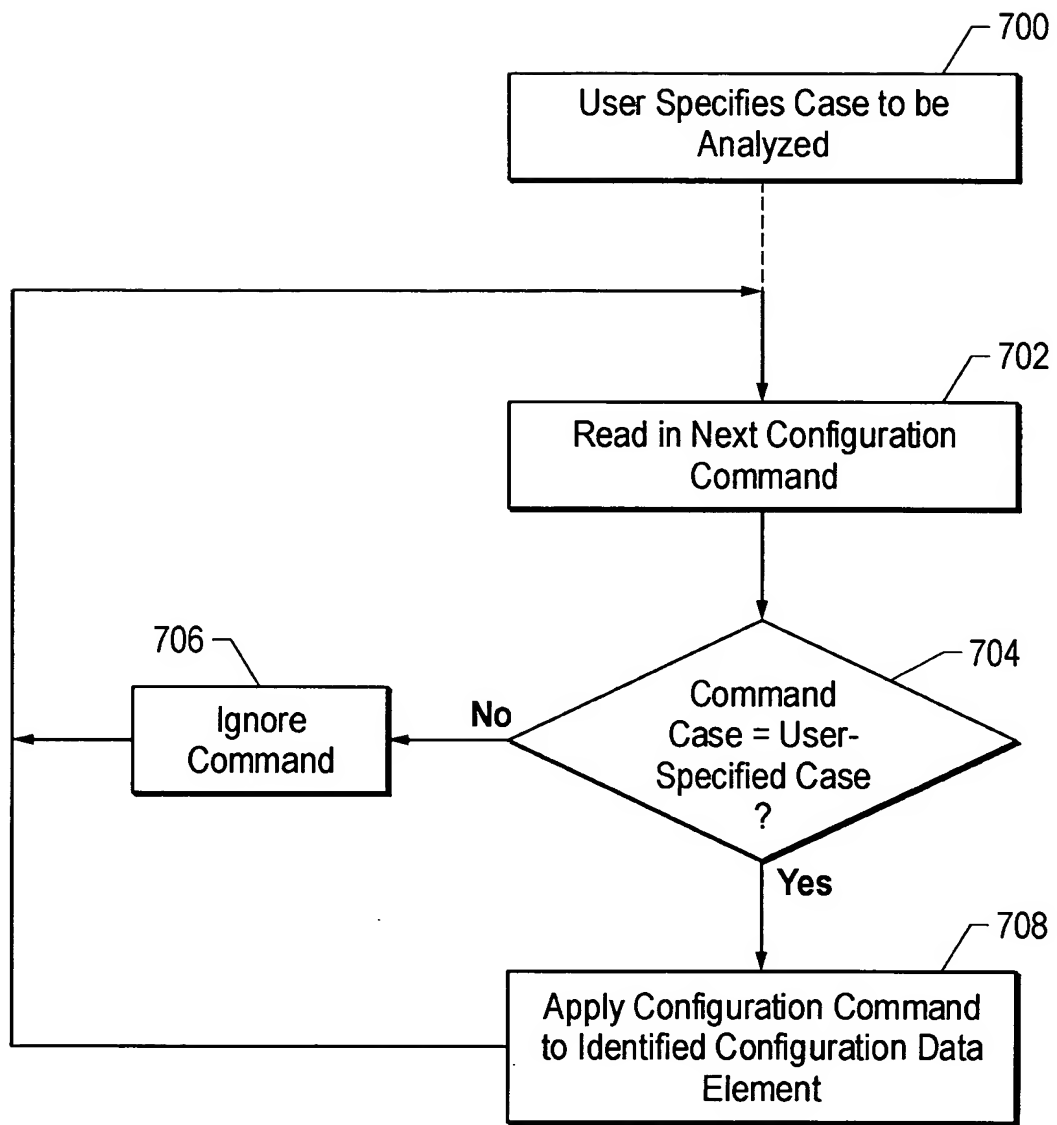 700
User Specifies Case to be
Analyzed
702
Read in Next Configuration
Command
704
Command
Case = User-
Specified Case
?
706
No
Ignore
Command
Yes
708
Apply Configuration Command
to Identified Configuration Data
Element